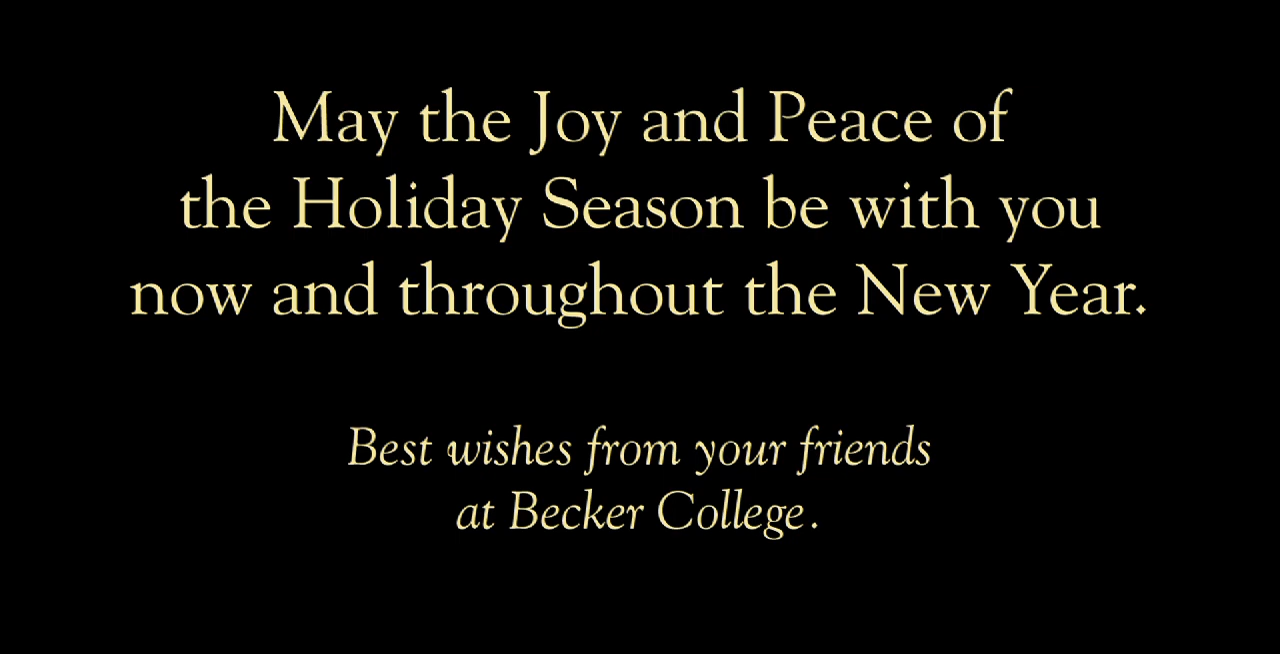 May the Joy and Peace of
the Holiday Season be with you
now and throughout the New Year.
Best wishes from your friends
at Becker College.